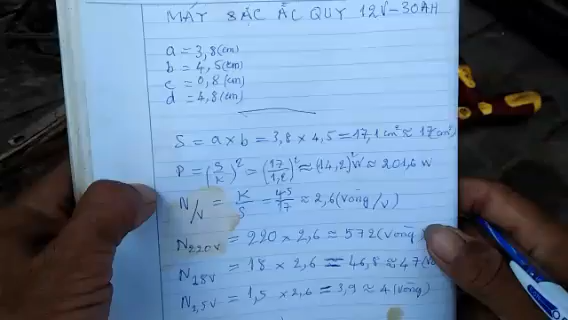 MÁY SẠC ẮC QUY 12V-30AH
a = 3,8(cm)
b = 4,5(cm)
c = 0,8(cm)
d = 4,8(cm)
S = a x b = 3,8 x 4,5 = 17,1 cm² ≈ 17(cm²)
P = (S/K)² = (17/1,2)² ≈ (14,2)² W ≈ 201,6 W
N/V = K/S = 45/17 ≈ 2,6(vòng/v)
N220V = 220 x 2,6 ≈ 572(vòng)
N18V = 18 x 2,6 = 46,8 ≈ 47
N1,5V = 1,5 x 2,6 = 3,9 ≈ 4(vòng)